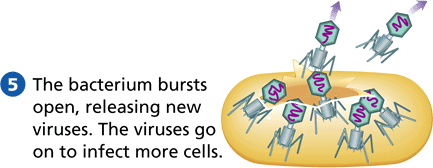 5 The bacterium bursts
open, releasing new
viruses. The viruses go
on to infect more cells.